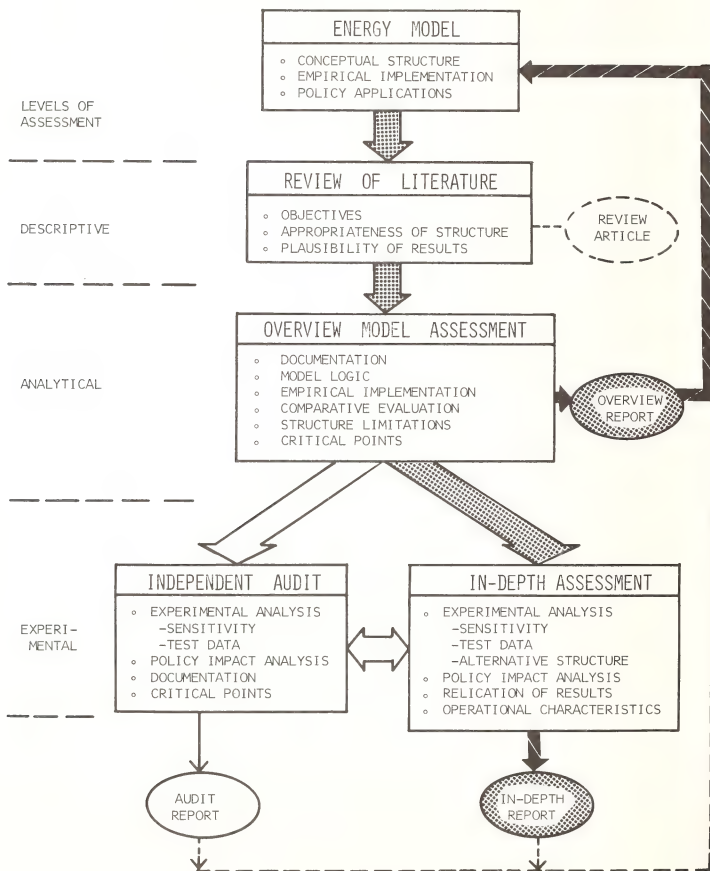 ENERGY MODEL
◦ CONCEPTUAL STRUCTURE
◦ EMPIRICAL IMPLEMENTATION
◦ POLICY APPLICATIONS
LEVELS OF
ASSESSMENT
REVIEW OF LITERATURE
◦ OBJECTIVES
◦ APPROPRIATENESS OF STRUCTURE
◦ PLAUSIBILITY OF RESULTS
REVIEW
ARTICLE
DESCRIPTIVE
OVERVIEW MODEL ASSESSMENT
◦ DOCUMENTATION
◦ MODEL LOGIC
◦ EMPIRICAL IMPLEMENTATION
◦ COMPARATIVE EVALUATION
◦ STRUCTURE LIMITATIONS
◦ CRITICAL POINTS
ANALYTICAL
OVERVIEW
REPORT
INDEPENDENT AUDIT
◦ EXPERIMENTAL ANALYSIS
-SENSITIVITY
-TEST DATA
◦ POLICY IMPACT ANALYSIS
◦ DOCUMENTATION
◦ CRITICAL POINTS
IN-DEPTH ASSESSMENT
◦ EXPERIMENTAL ANALYSIS
-SENSITIVITY
-TEST DATA
-ALTERNATIVE STRUCTURE
◦ POLICY IMPACT ANALYSIS
◦ RELICATION OF RESULTS
◦ OPERATIONAL CHARACTERISTICS
EXPERI-
MENTAL
AUDIT
REPORT
IN-DEPTH
REPORT